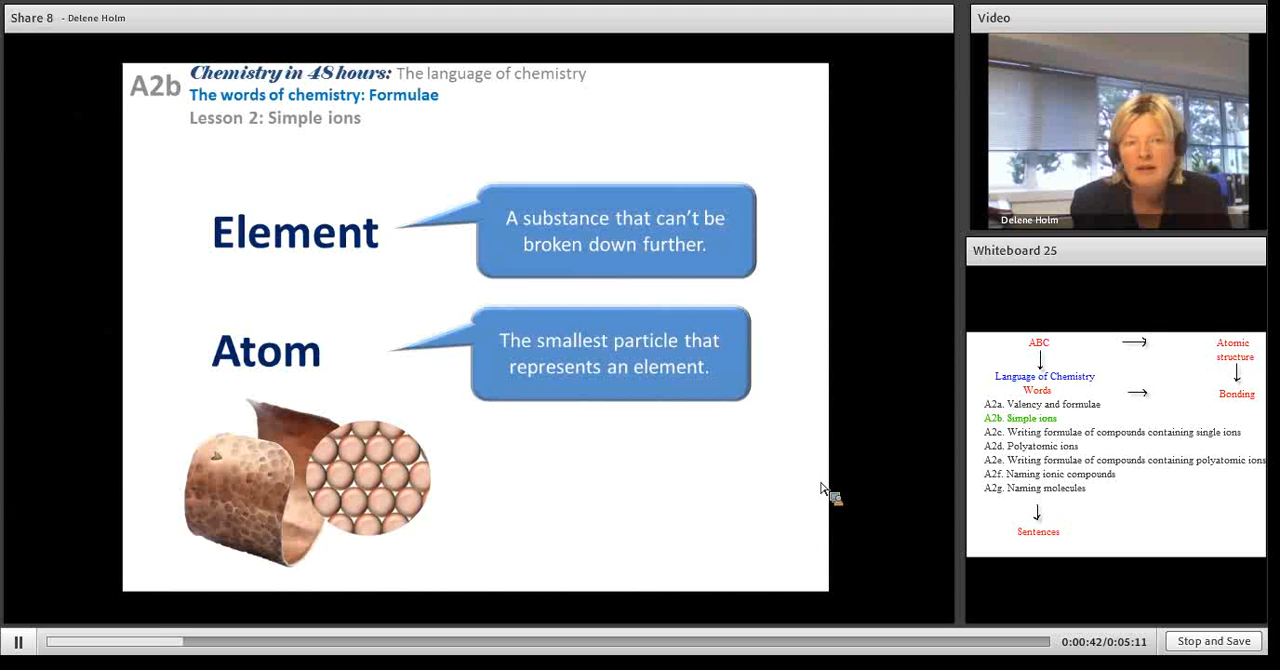 Share 8 - Delene Holm
A2b
Chemistry in 48 hours: The language of chemistry
The words of chemistry: Formulae
Lesson 2: Simple ions
Element
A substance that can't be
broken down further.
Atom
The smallest particle that
represents an element.
Video
Delene Holm
Whiteboard 25
ABC
Atomic
structure
Language of Chemistry
Words
Bonding
A2a. Valency and formulae
A2b. Simple ions
A2c. Writing formulae of compounds containing single ions
A2d. Polyatomic ions
A2e. Writing formulae of compounds containing polyatomic ions
A2f. Naming ionic compounds
A2g. Naming molecules
Sentences
0:00:42/0:05:11
Stop and Save